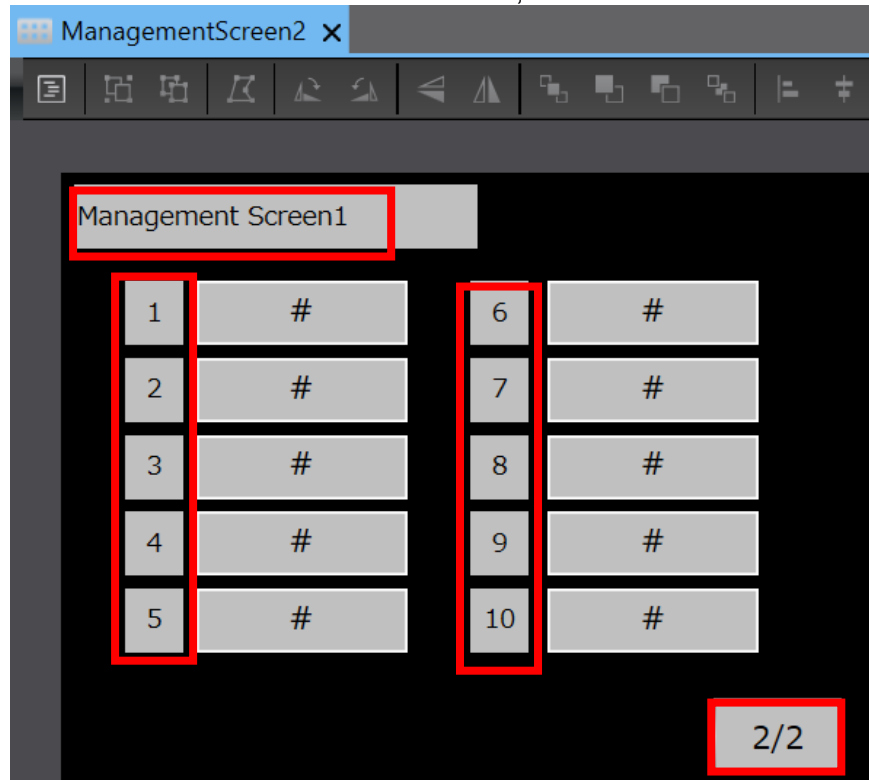 ManagementScreen2
Management Screen1
1 # 6 #
2 # 7 #
3 # 8 #
4 # 9 #
5 # 10 #
2/2